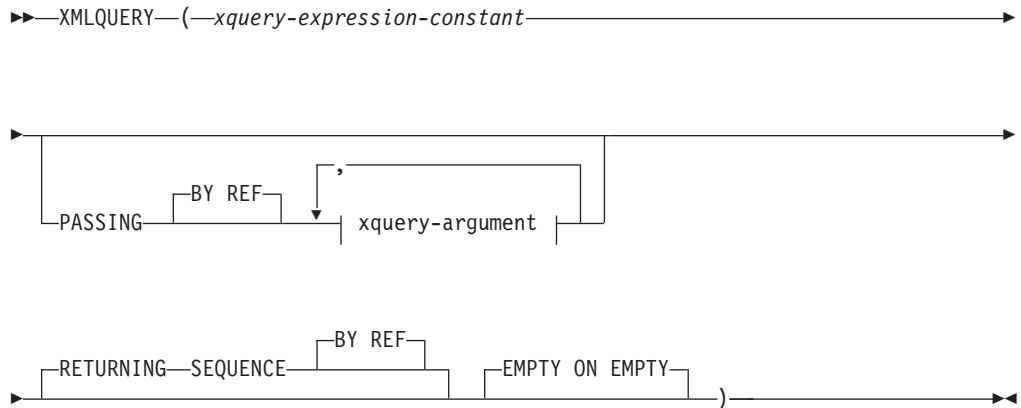 XMLQUERY ( xquery-expression-constant
,
BY REF
PASSING xquery-argument
BY REF
RETURNING SEQUENCE EMPTY ON EMPTY
)